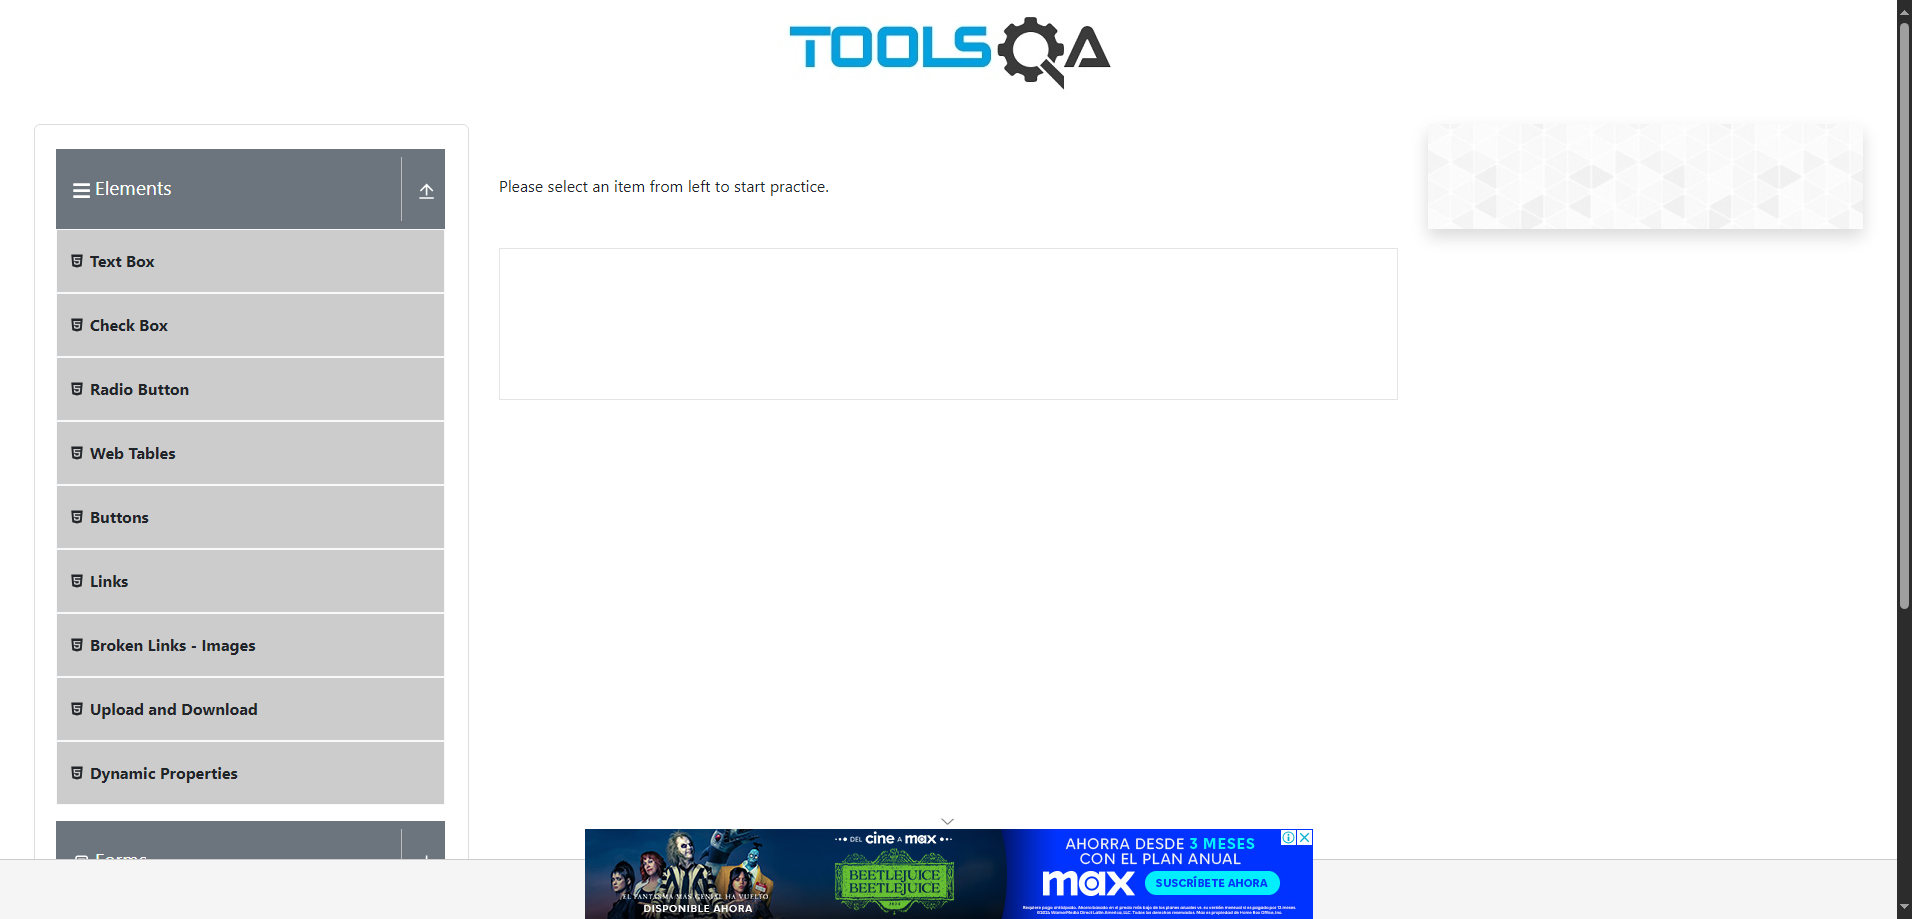 TOOLSQA
Elements
Please select an item from left to start practice.
Text Box
Check Box
Radio Button
Web Tables
Buttons
Links
Broken Links - Images
Upload and Download
Dynamic Properties
Forms
EL FANTASMA MÁS GENIAL HA VUELTO
DISPONIBLE AHORA
DEL cine A max
BEETLEJUICE
BEETLEJUICE
AHORRA DESDE 3 MESES
CON EL PLAN ANUAL
max SUSCRÍBETE AHORA